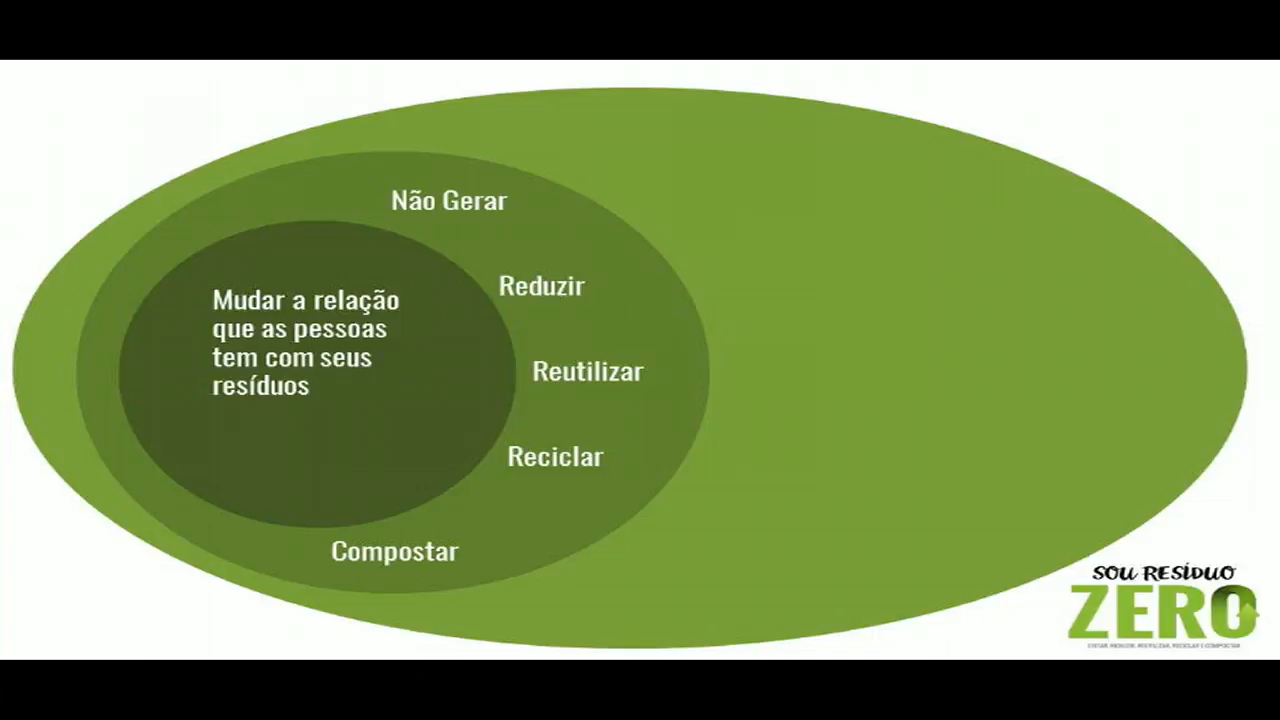 Não Gerar
Reduzir
Mudar a relação
que as pessoas
tem com seus
resíduos
Reutilizar
Reciclar
Compostar
SOU RESÍDUO
ZERO